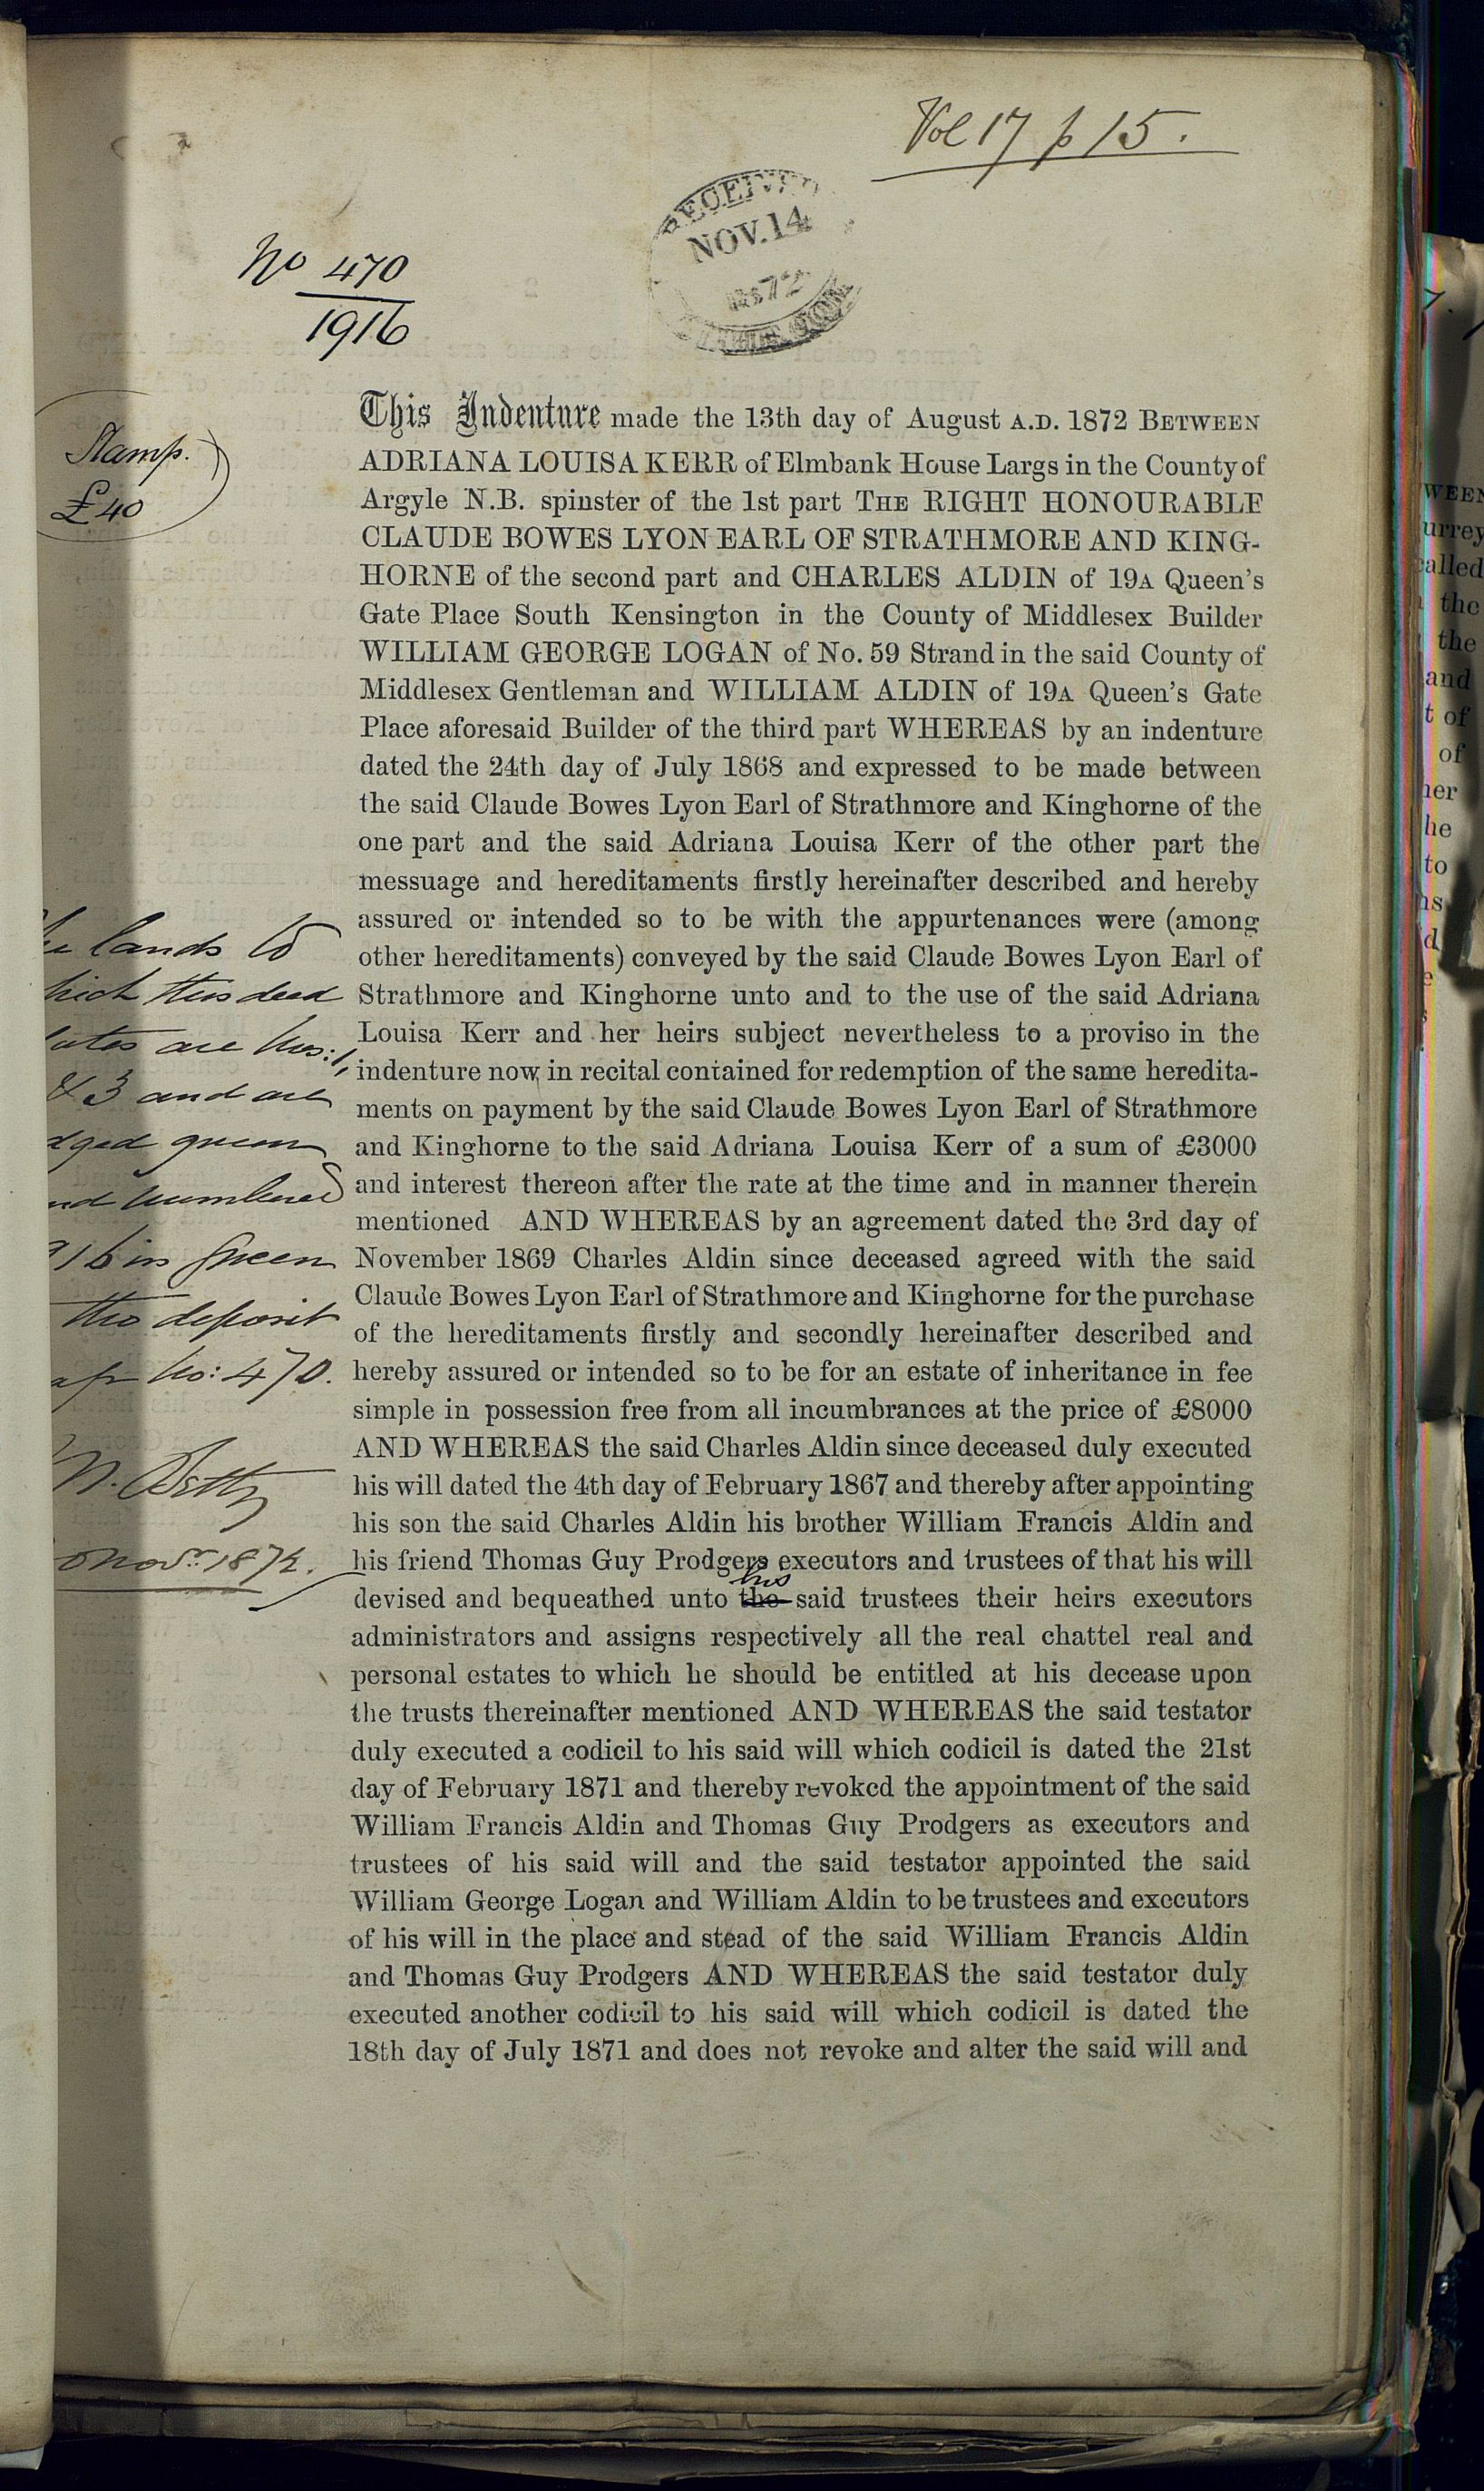 Vol 17 p 15.
RECEIVED
NOV. 14
1872
No 470
1916
Stamp.
£40
This Indenture made the 13th day of August A.D. 1872 BETWEEN
ADRIANA LOUISA KERR of Elmbank House Largs in the County of
Argyle N.B. spinster of the 1st part THE RIGHT HONOURABLE
CLAUDE BOWES LYON EARL OF STRATHMORE AND KING-
HORNE of the second part and CHARLES ALDIN of 19A Queen's
Gate Place South Kensington in the County of Middlesex Builder
WILLIAM GEORGE LOGAN of No. 59 Strand in the said County of
Middlesex Gentleman and WILLIAM ALDIN of 19A Queen's Gate
Place aforesaid Builder of the third part WHEREAS by an indenture
dated the 24th day of July 1868 and expressed to be made between
the said Claude Bowes Lyon Earl of Strathmore and Kinghorne of the
one part and the said Adriana Louisa Kerr of the other part the
messuage and hereditaments firstly hereinafter described and hereby
assured or intended so to be with the appurtenances were (among
other hereditaments) conveyed by the said Claude Bowes Lyon Earl of
Strathmore and Kinghorne unto and to the use of the said Adriana
Louisa Kerr and her heirs subject nevertheless to a proviso in the
indenture now in recital contained for redemption of the same heredita-
ments on payment by the said Claude Bowes Lyon Earl of Strathmore
and Kinghorne to the said Adriana Louisa Kerr of a sum of £3000
and interest thereon after the rate at the time and in manner therein
mentioned AND WHEREAS by an agreement dated the 3rd day of
November 1869 Charles Aldin since deceased agreed with the said
Claude Bowes Lyon Earl of Strathmore and Kinghorne for the purchase
of the hereditaments firstly and secondly hereinafter described and
hereby assured or intended so to be for an estate of inheritance in fee
simple in possession free from all incumbrances at the price of £8000
AND WHEREAS the said Charles Aldin since deceased duly executed
his will dated the 4th day of February 1867 and thereby after appointing
his son the said Charles Aldin his brother William Francis Aldin and
his friend Thomas Guy Prodgers executors and trustees of that his will
his
devised and bequeathed unto the said trustees their heirs executors
administrators and assigns respectively all the real chattel real and
personal estates to which he should be entitled at his decease upon
the trusts thereinafter mentioned AND WHEREAS the said testator
duly executed a codicil to his said will which codicil is dated the 21st
day of February 1871 and thereby revoked the appointment of the said
William Francis Aldin and Thomas Guy Prodgers as executors and
trustees of his said will and the said testator appointed the said
William George Logan and William Aldin to be trustees and executors
of his will in the place and stead of the said William Francis Aldin
and Thomas Guy Prodgers AND WHEREAS the said testator duly
executed another codicil to his said will which codicil is dated the
18th day of July 1871 and does not revoke and alter the said will and
lands to
this deed
are Nos: 1,
& 3 and are
green
numbered
in green
the deposit
No: 470.
Novr. 1872.
urrey
the
the
and
t of
of
he
to